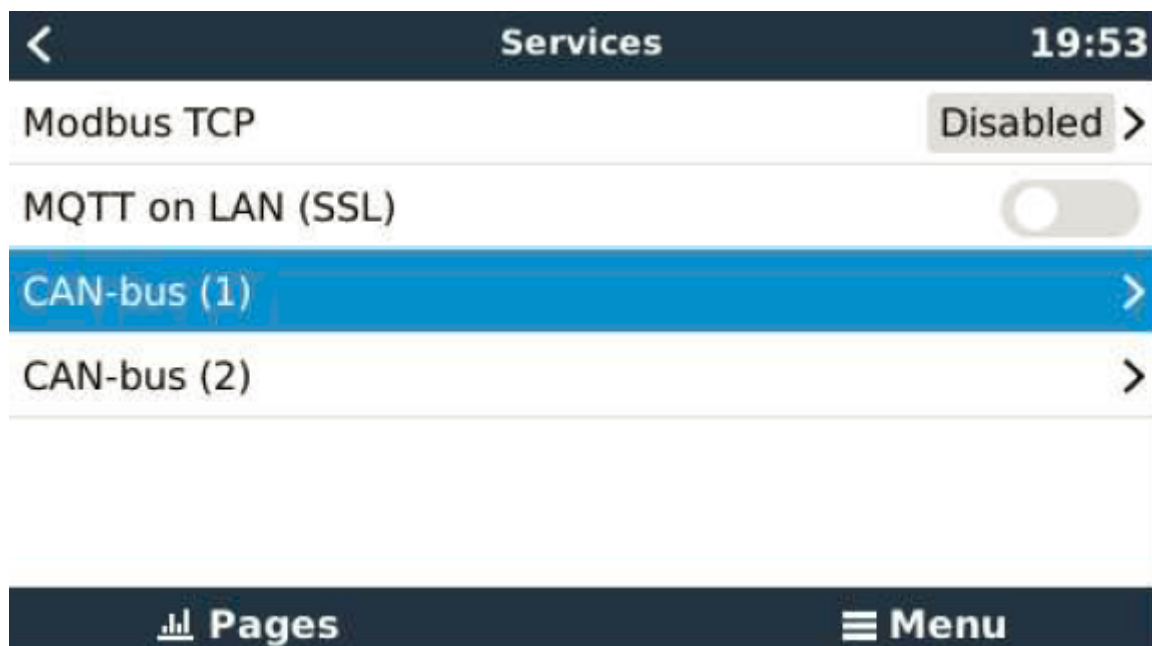 Services 19:53
Modbus TCP Disabled
MQTT on LAN (SSL)
CAN-bus (1)
CAN-bus (2)
Pages Menu